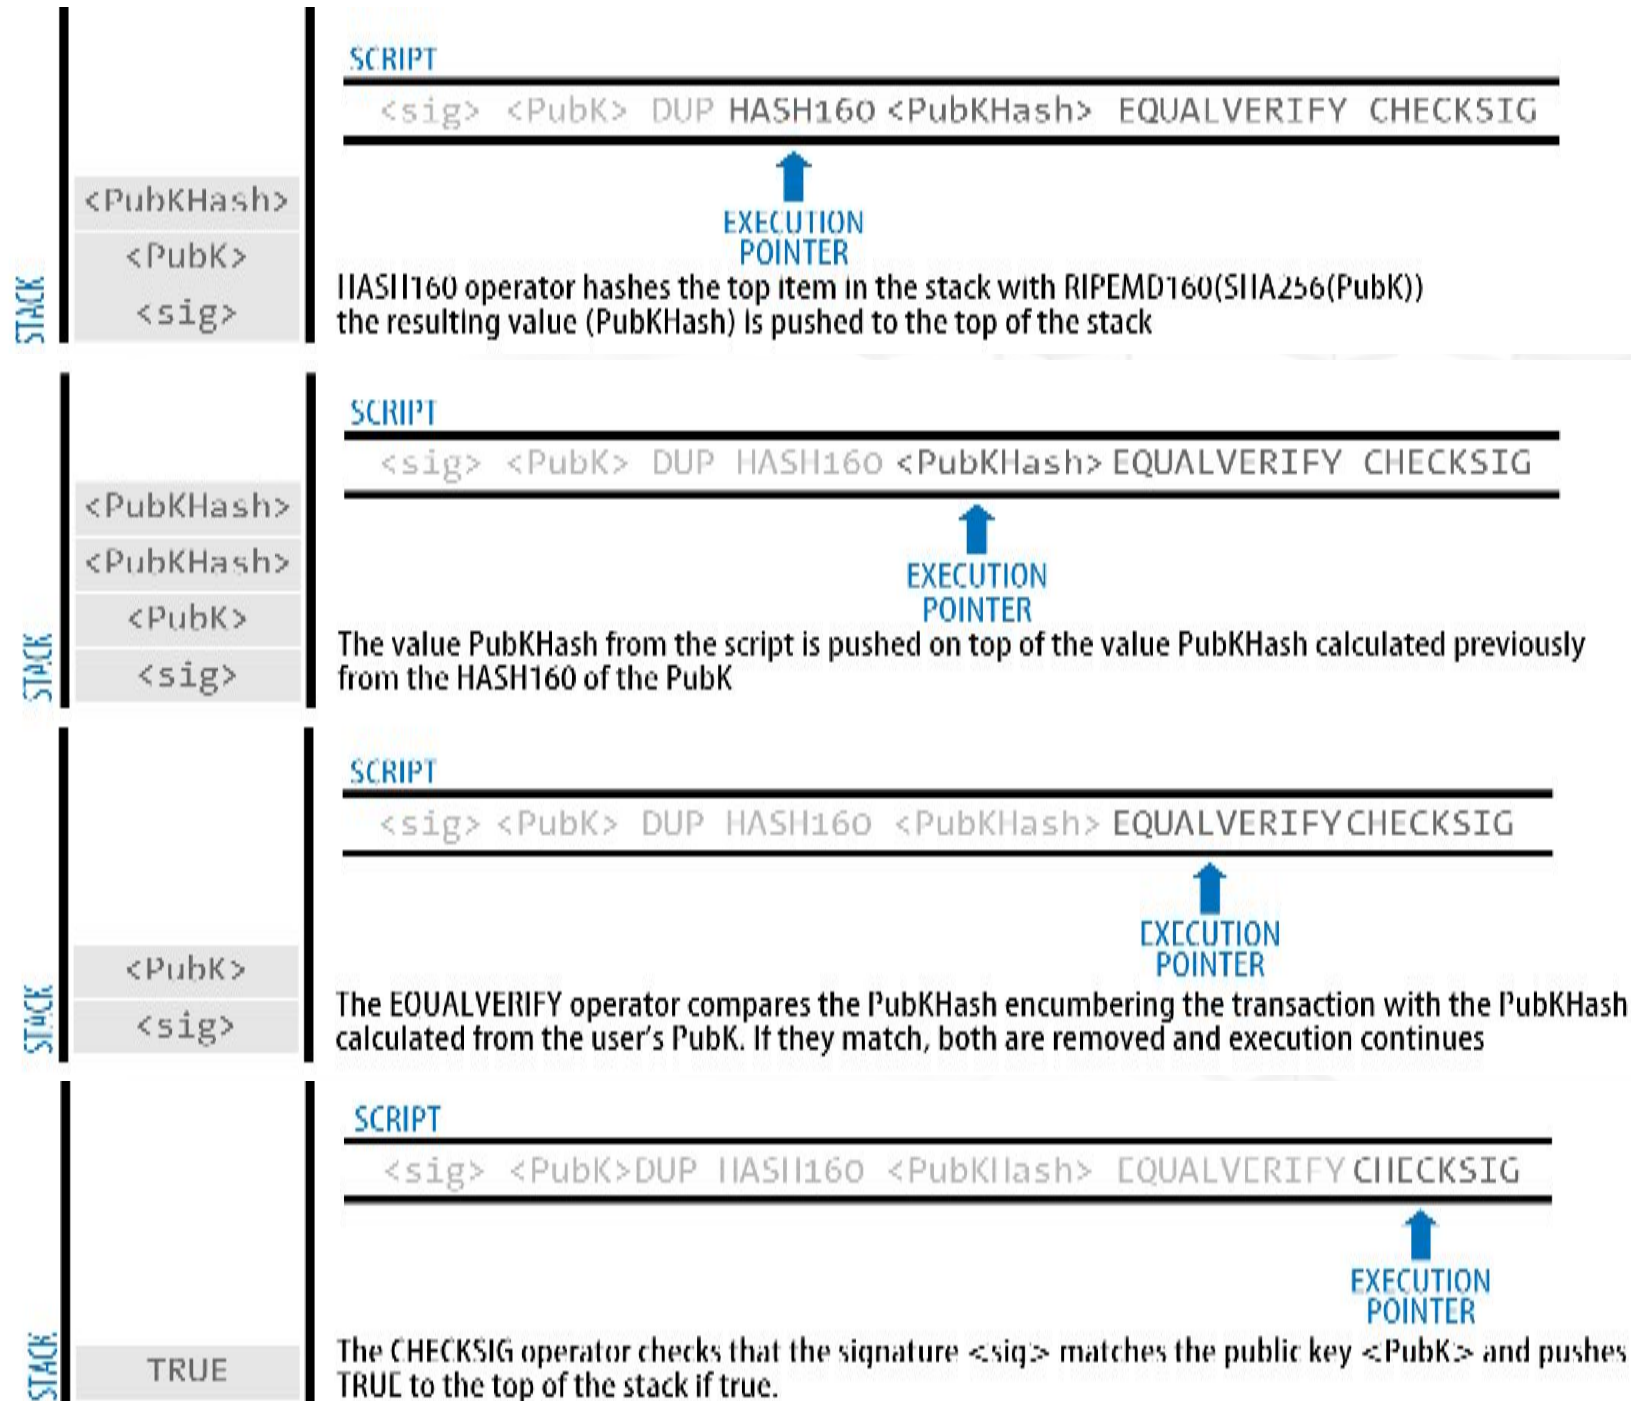 SCRIPT
<sig> <PubK> DUP HASH160 <PubKHash> EQUALVERIFY CHECKSIG
<PubKHash>
<PubK>
<sig>
STACK
EXECUTION
POINTER
HASH160 operator hashes the top item in the stack with RIPEMD160(SHA256(PubK))
the resulting value (PubKHash) is pushed to the top of the stack
SCRIPT
<sig> <PubK> DUP HASH160 <PubKHash> EQUALVERIFY CHECKSIG
<PubKHash>
<PubKHash>
<PubK>
<sig>
STACK
EXECUTION
POINTER
The value PubKHash from the script is pushed on top of the value PubKHash calculated previously
from the HASH160 of the PubK
SCRIPT
<sig> <PubK> DUP HASH160 <PubKHash> EQUALVERIFY CHECKSIG
<PubK>
<sig>
STACK
EXECUTION
POINTER
The EQUALVERIFY operator compares the PubKHash encumbering the transaction with the PubKHash
calculated from the user's PubK. If they match, both are removed and execution continues
SCRIPT
<sig> <PubK> DUP HASH160 <PubKHash> EQUALVERIFY CHECKSIG
EXECUTION
POINTER
TRUE
STACK
The CHECKSIG operator checks that the signature <sig> matches the public key <PubK> and pushes
TRUE to the top of the stack if true.